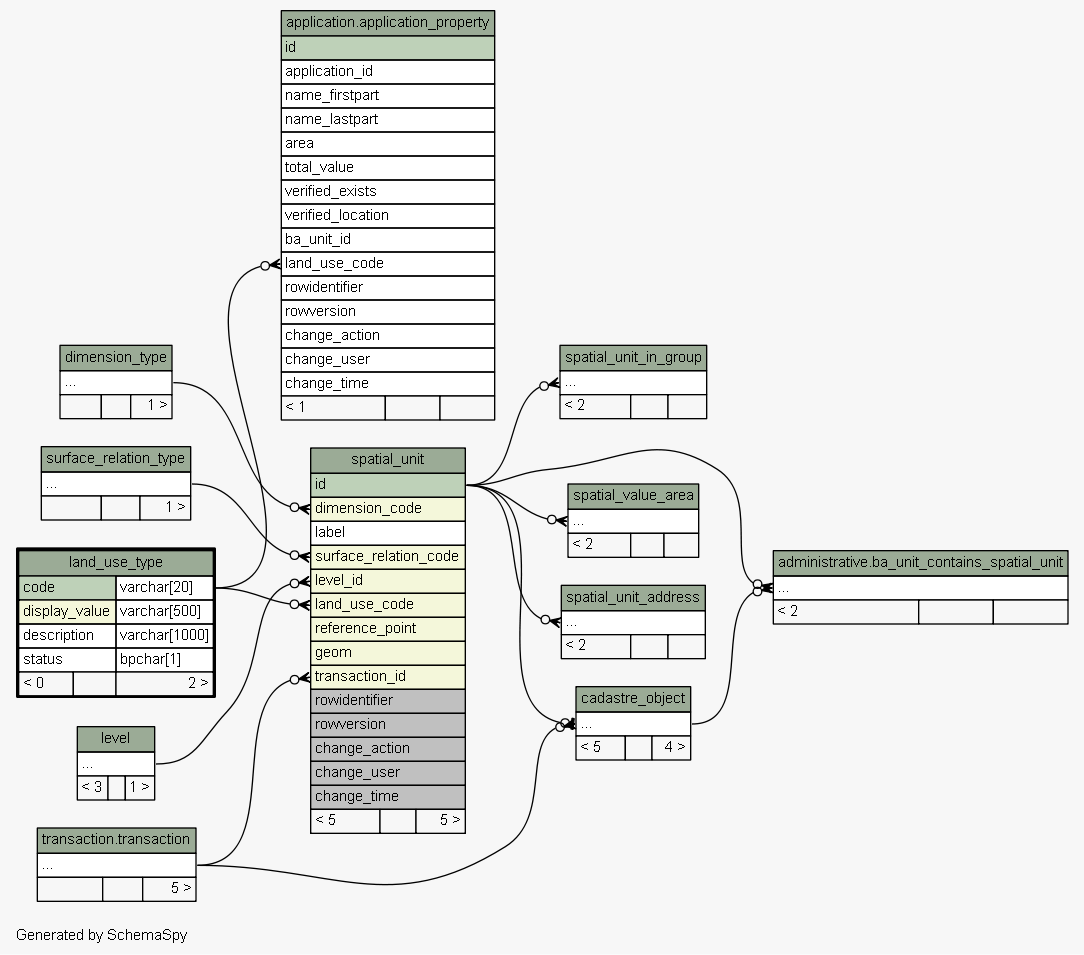 application.application_property
id
application_id
name_firstpart
name_lastpart
area
total_value
verified_exists
verified_location
ba_unit_id
land_use_code
rowidentifier
rowversion
change_action
change_user
change_time
< 1
dimension_type
...
1 >
surface_relation_type
...
1 >
land_use_type
code varchar[20]
display_value varchar[500]
description varchar[1000]
status bpchar[1]
< 0 2 >
level
...
< 3 1 >
transaction.transaction
...
5 >
spatial_unit
id
dimension_code
label
surface_relation_code
level_id
land_use_code
reference_point
geom
transaction_id
rowidentifier
rowversion
change_action
change_user
change_time
< 5 5 >
spatial_unit_in_group
...
< 2
spatial_value_area
...
< 2
spatial_unit_address
...
< 2
cadastre_object
...
< 5 4 >
administrative.ba_unit_contains_spatial_unit
...
< 2
Generated by SchemaSpy